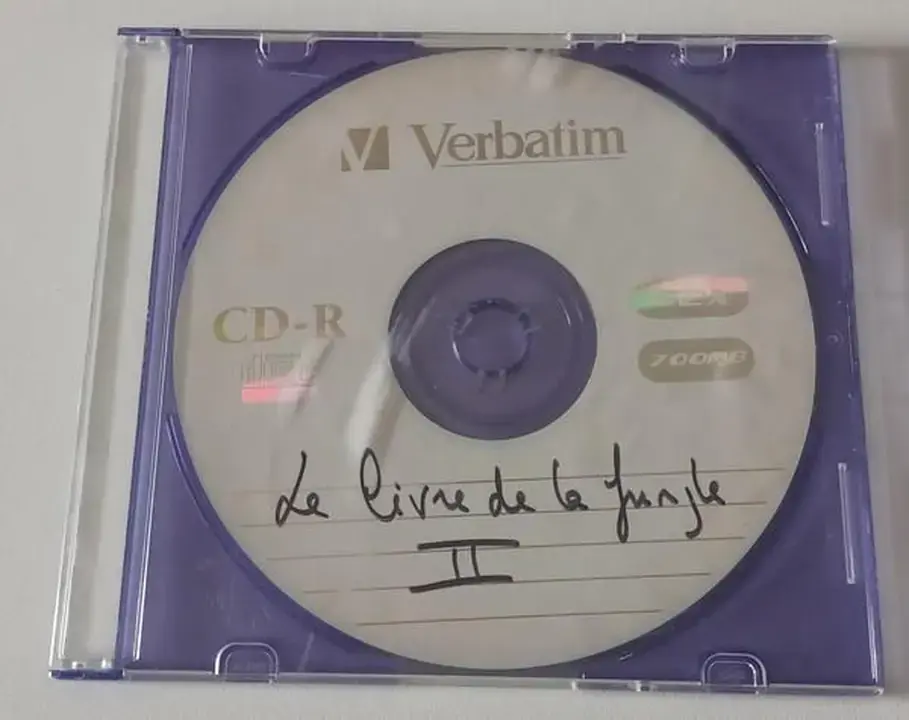 Verbatim
CD-R
700MB
Le livre de la Jungle
II